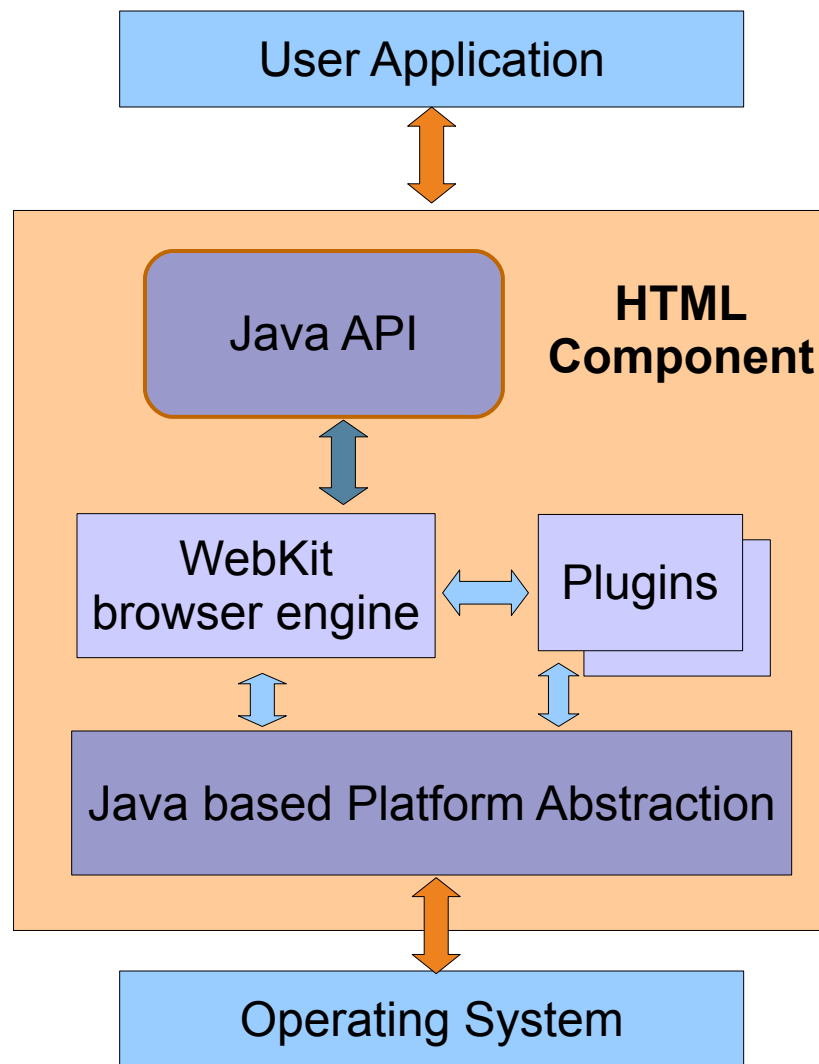 User Application
Java API
HTML
Component
WebKit
browser engine
Plugins
Java based Platform Abstraction
Operating System